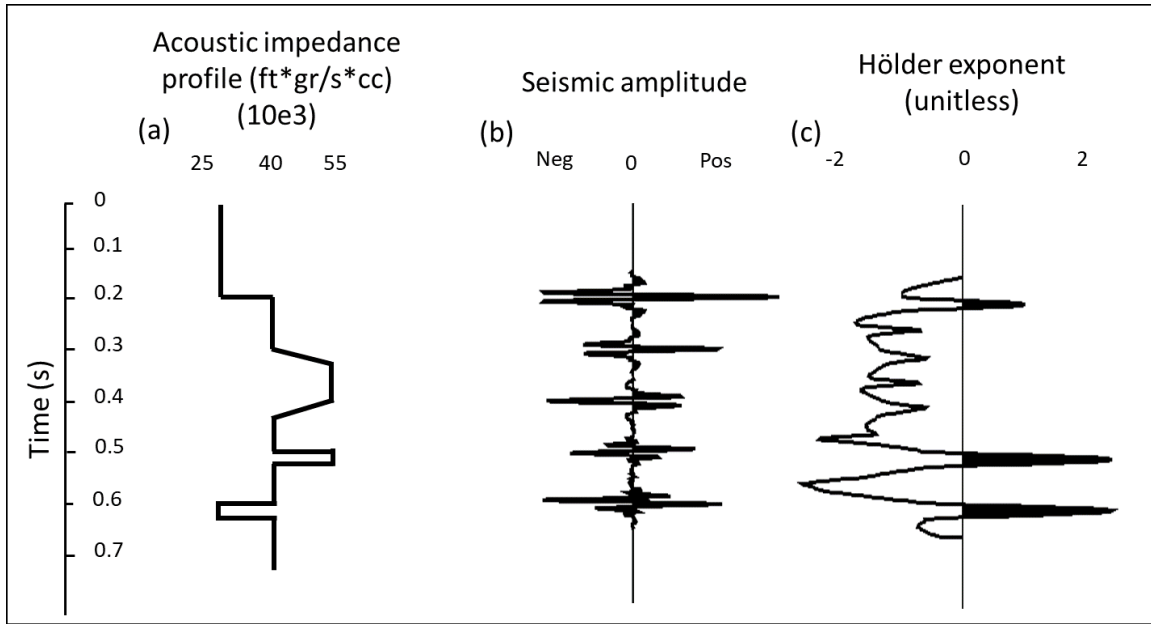 Acoustic impedance
profile (ft*gr/s*cc)
(10e3)
(a)
25 40 55
Seismic amplitude
(b)
Neg 0 Pos
Hölder exponent
(unitless)
(c)
-2 0 2
Time (s)
0
0.1
0.2
0.3
0.4
0.5
0.6
0.7